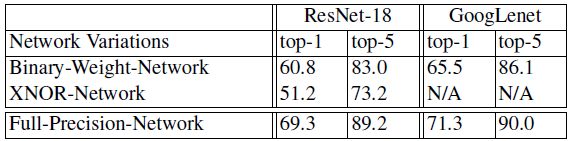 ResNet-18 GoogLenet
Network Variations top-1 top-5 top-1 top-5
Binary-Weight-Network 60.8 83.0 65.5 86.1
XNOR-Network 51.2 73.2 N/A N/A
Full-Precision-Network 69.3 89.2 71.3 90.0